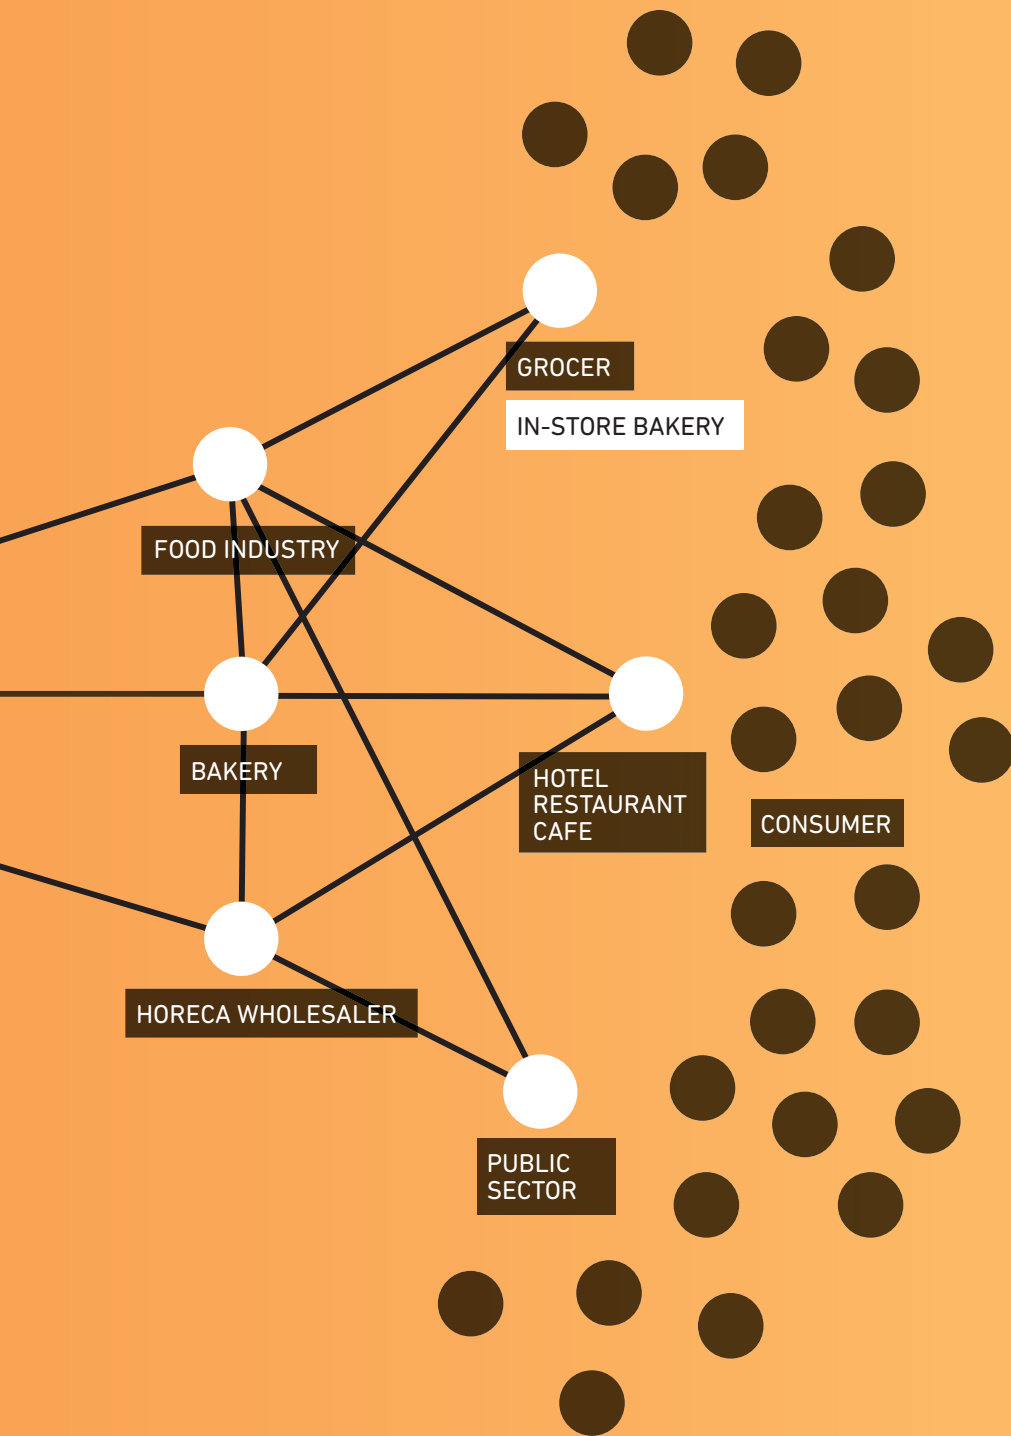 GROCER
IN-STORE BAKERY
FOOD INDUSTRY
BAKERY
HOTEL
RESTAURANT
CAFE
CONSUMER
HORECA WHOLESALER
PUBLIC
SECTOR